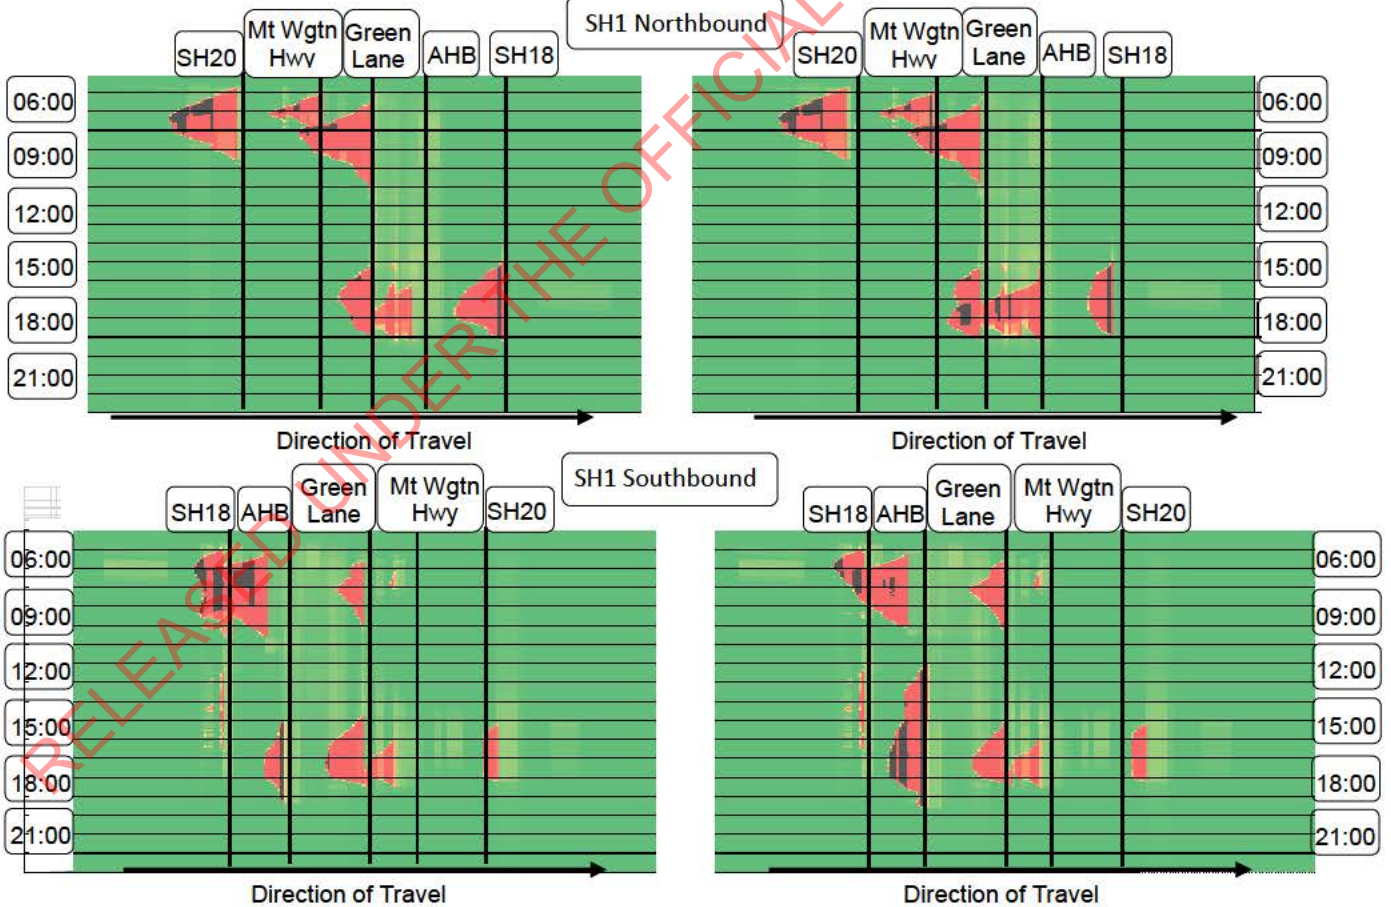 SH1 Northbound
SH20
Mt Wgtn
Hwy
Green
Lane
AHB
SH18
SH20
Mt Wgtn
Hwy
Green
Lane
AHB
SH18
06:00
09:00
12:00
15:00
18:00
21:00
06:00
09:00
12:00
15:00
18:00
21:00
Direction of Travel
Direction of Travel
SH1 Southbound
SH18
AHB
Green
Lane
Mt Wgtn
Hwy
SH20
SH18
AHB
Green
Lane
Mt Wgtn
Hwy
SH20
06:00
09:00
12:00
15:00
18:00
21:00
06:00
09:00
12:00
15:00
18:00
21:00
Direction of Travel
Direction of Travel
RELEASED UNDER THE OFFICIAL